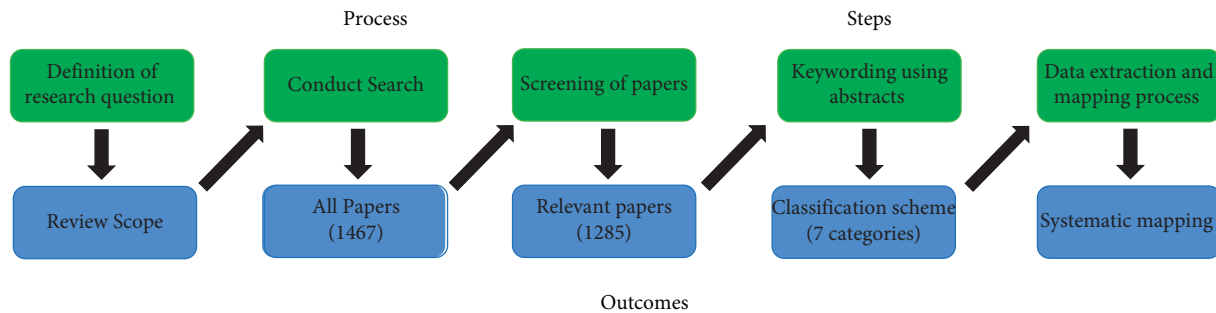 Process
Steps
Definition of
research question
Conduct Search
Screening of papers
Keywording using
abstracts
Data extraction and
mapping process
Review Scope
All Papers
(1467)
Relevant papers
(1285)
Classification scheme
(7 categories)
Systematic mapping
Outcomes